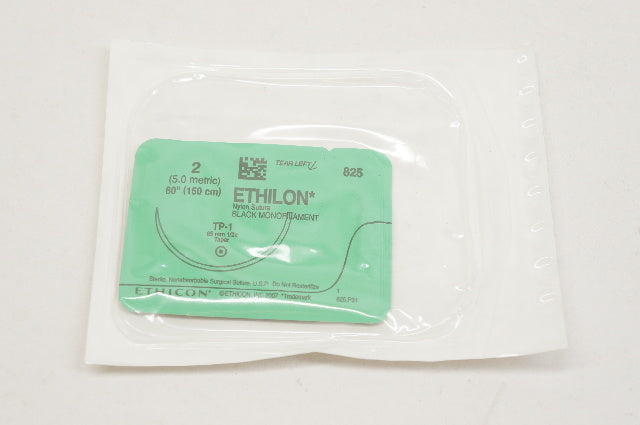 2
(5.0 metric)
60" (150 cm)
TEAR LEFT
825
ETHILON*
Nylon Suture
BLACK MONOFILAMENT
TP-1
65 mm 1/2c
Taper
Sterile, Nonabsorbable Surgical Suture, U.S.P. Do Not Resterilize
ETHICON* ©ETHICON, INC. 2007 *Trademark
1
825.P31